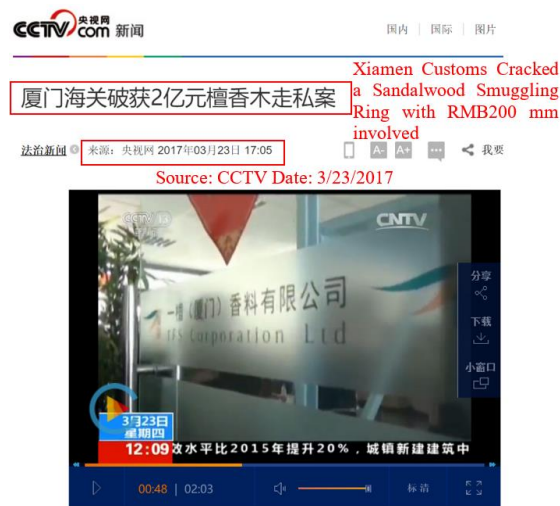 CCTV 央视网
com 新闻
国内 国际 图片
厦门海关破获2亿元檀香木走私案
Xiamen Customs Cracked
a Sandalwood Smuggling
Ring with RMB200 mm
involved
法治新闻 来源：央视网 2017年03月23日 17:05
A- A+ 我要
Source: CCTV Date: 3/23/2017
CNTV
（厦门）香料有限公司
Corporation Ltd
分享
下载
小窗口
3月23日
星期四
12:09 改水平比2015年提升20%，城镇新建建筑中
00:48 | 02:03 标清